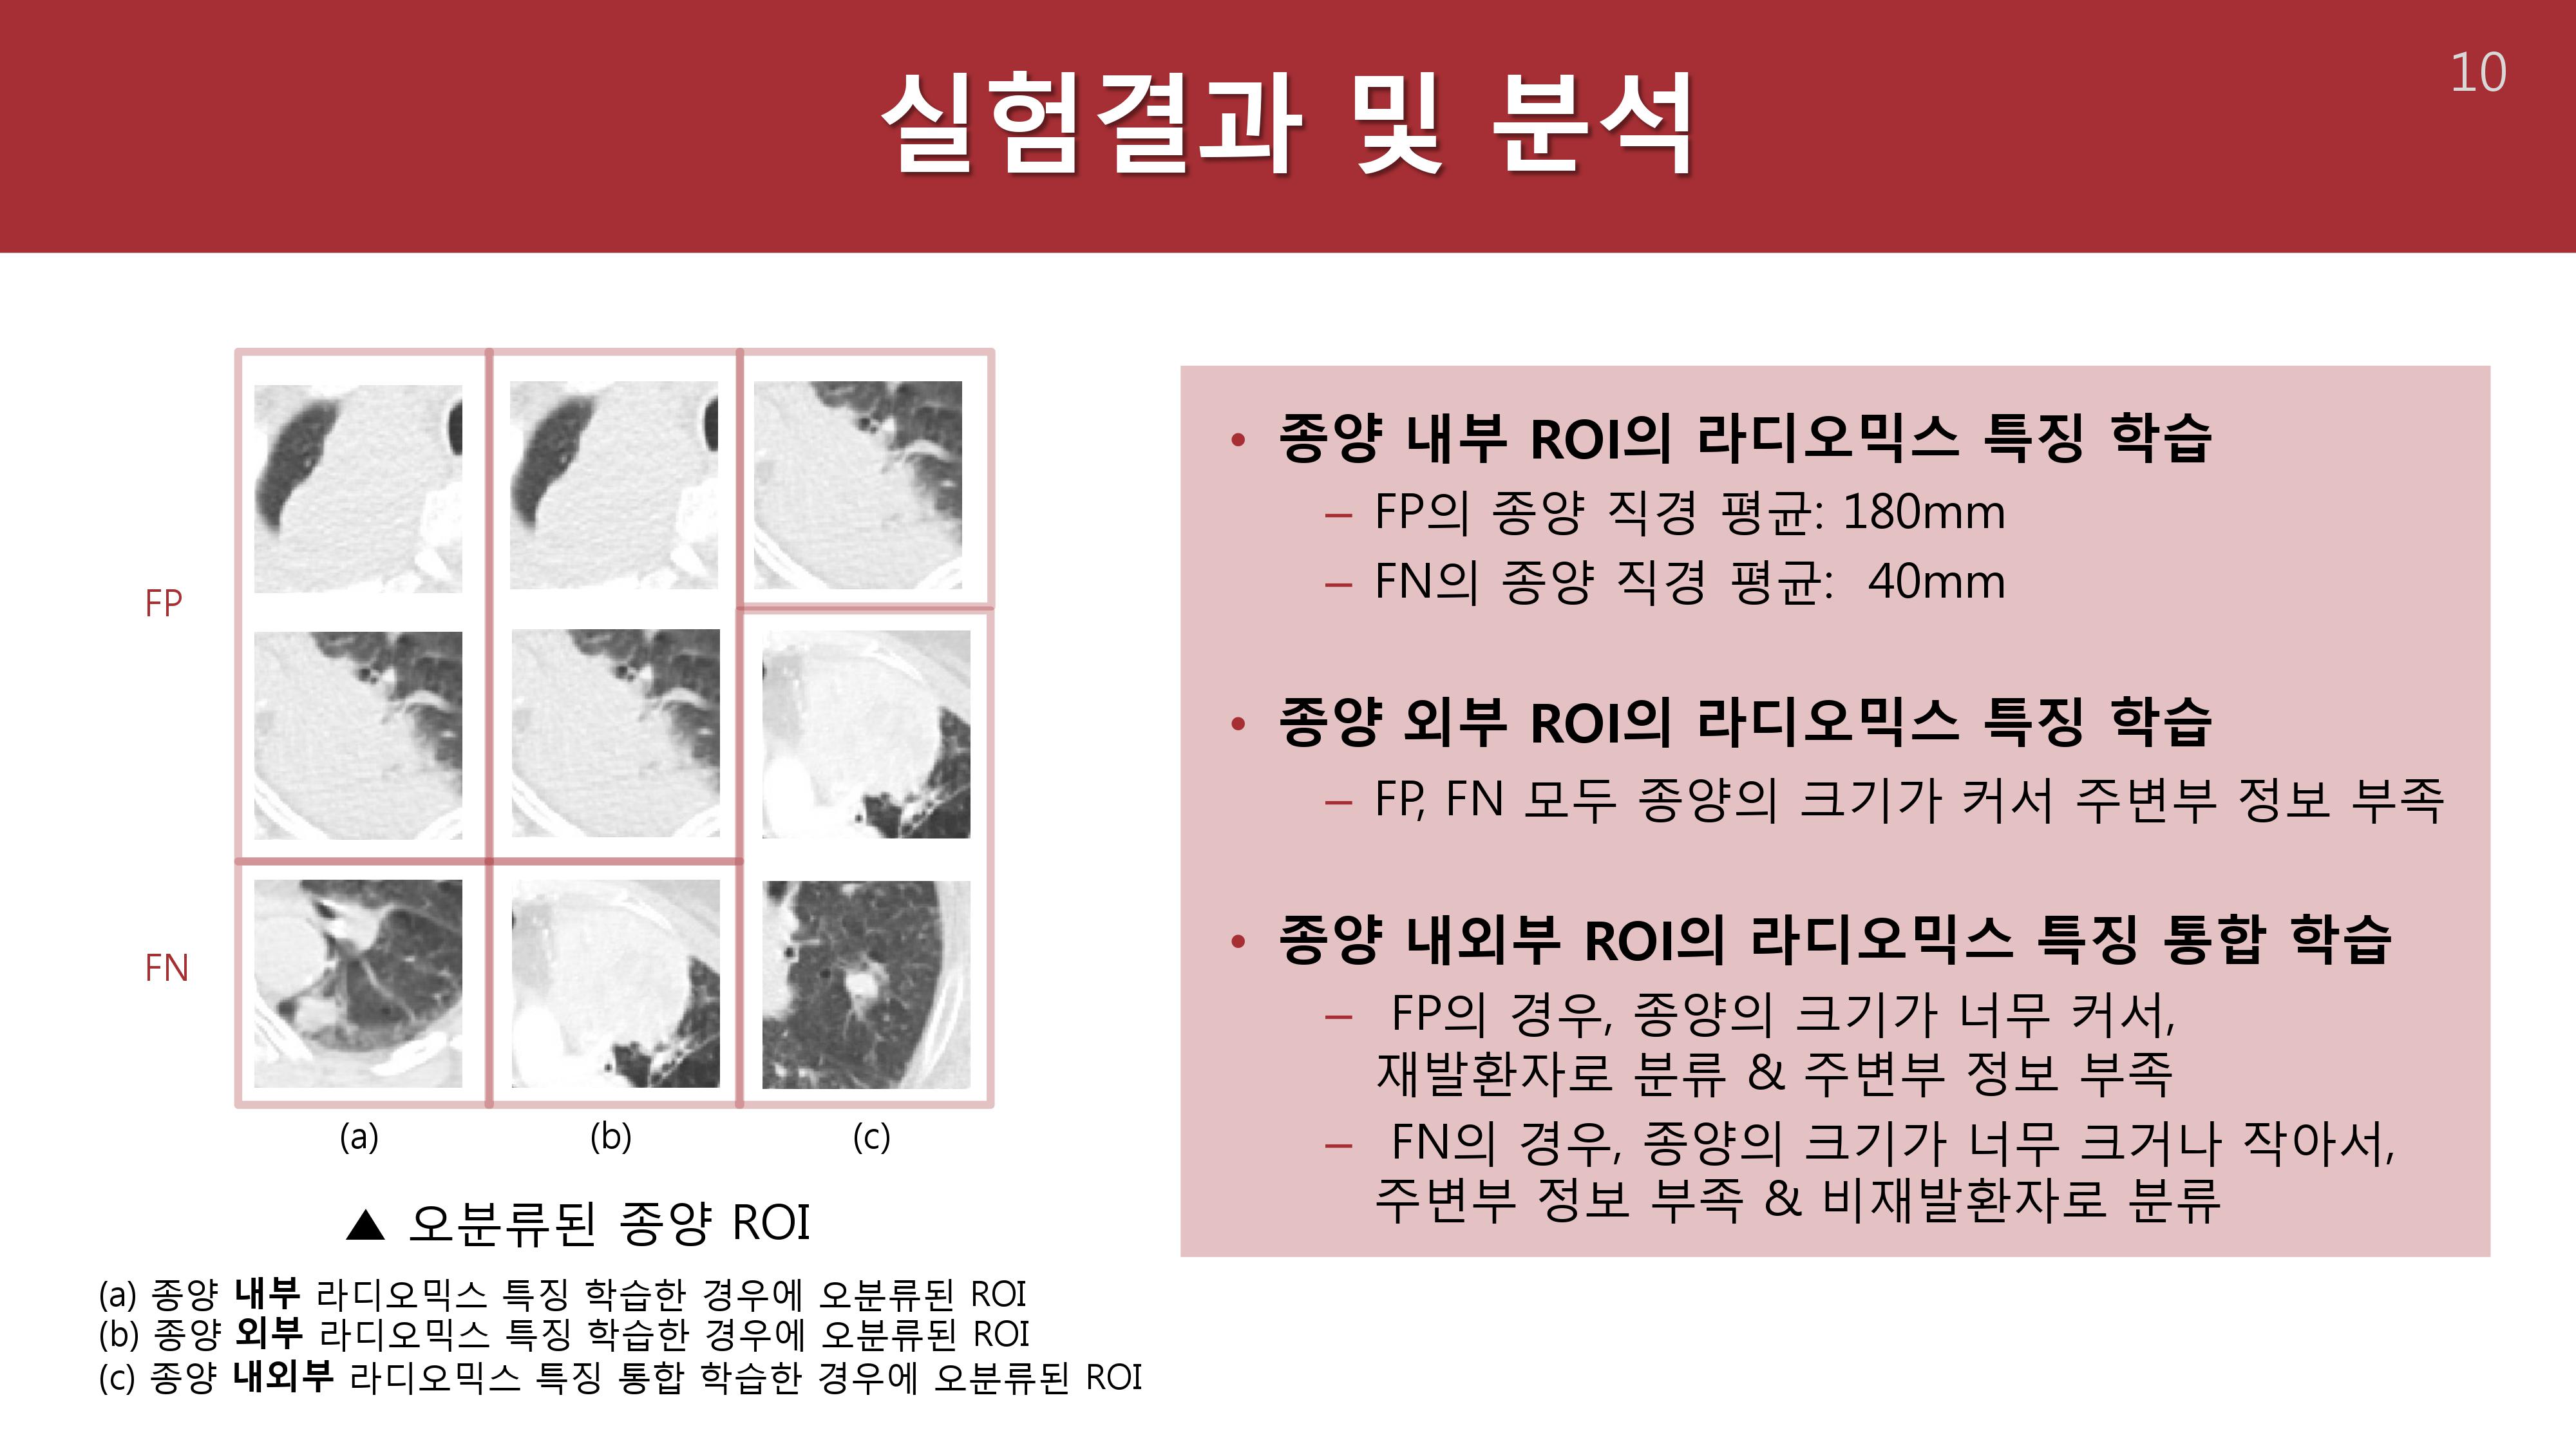 실험결과 및 분석
10
FP
FN
(a)
(b)
(c)
▲ 오분류된 종양 ROI
(a) 종양 내부 라디오믹스 특징 학습한 경우에 오분류된 ROI
(b) 종양 외부 라디오믹스 특징 학습한 경우에 오분류된 ROI
(c) 종양 내외부 라디오믹스 특징 통합 학습한 경우에 오분류된 ROI
• 종양 내부 ROI의 라디오믹스 특징 학습
– FP의 종양 직경 평균: 180mm
– FN의 종양 직경 평균: 40mm
• 종양 외부 ROI의 라디오믹스 특징 학습
– FP, FN 모두 종양의 크기가 커서 주변부 정보 부족
• 종양 내외부 ROI의 라디오믹스 특징 통합 학습
– FP의 경우, 종양의 크기가 너무 커서,
재발환자로 분류 & 주변부 정보 부족
– FN의 경우, 종양의 크기가 너무 크거나 작아서,
주변부 정보 부족 & 비재발환자로 분류